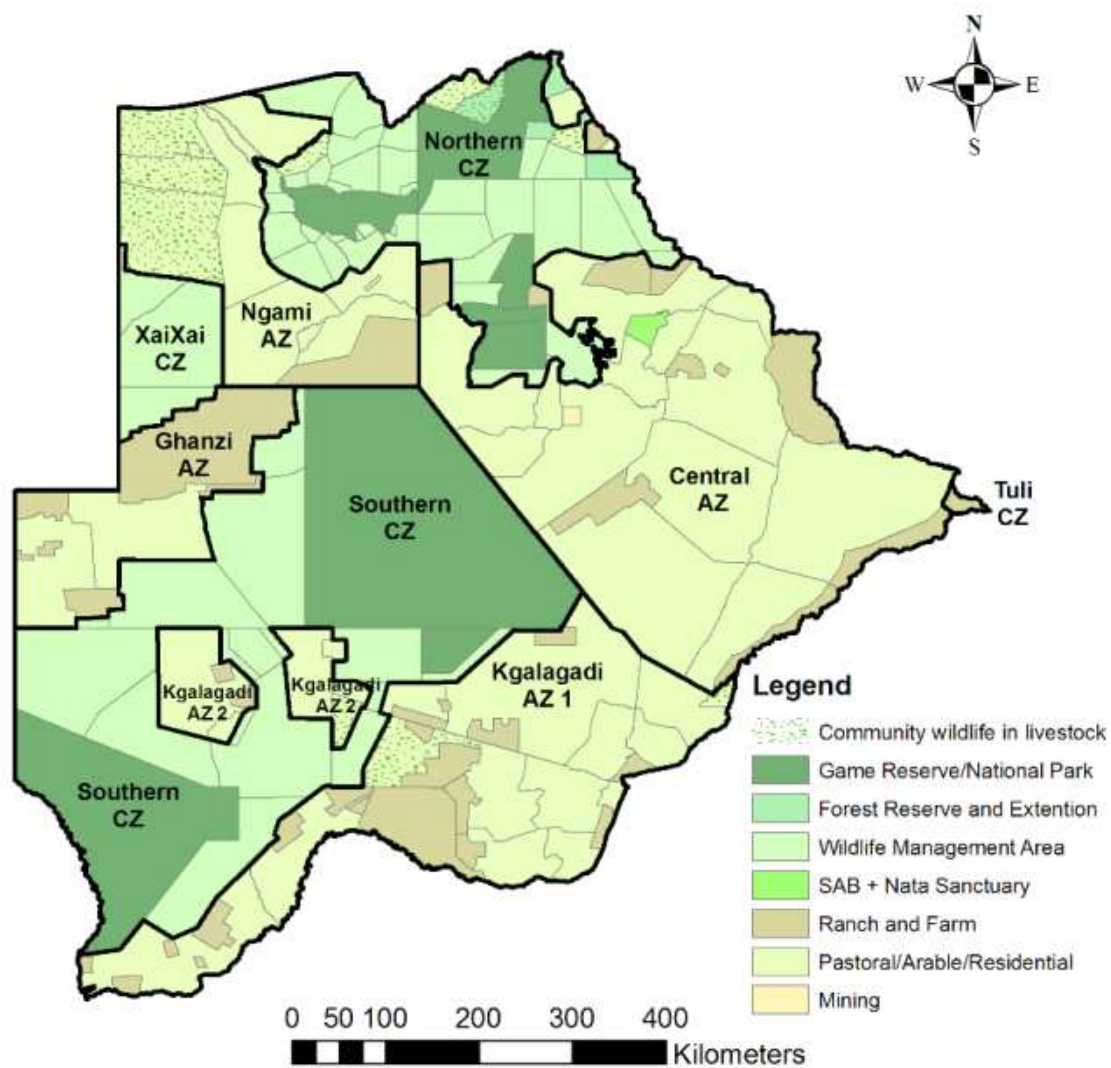 N
W
E
S
Northern
CZ
Ngami
AZ
XaiXai
CZ
Ghanzi
AZ
Central
AZ
Tuli
CZ
Southern
CZ
Kgalagadi
AZ 2
Kgalagadi
AZ 2
Kgalagadi
AZ 1
Southern
CZ
Legend
Community wildlife in livestock
Game Reserve/National Park
Forest Reserve and Extention
Wildlife Management Area
SAB + Nata Sanctuary
Ranch and Farm
Pastoral/Arable/Residential
Mining
0 50 100 200 300 400
Kilometers